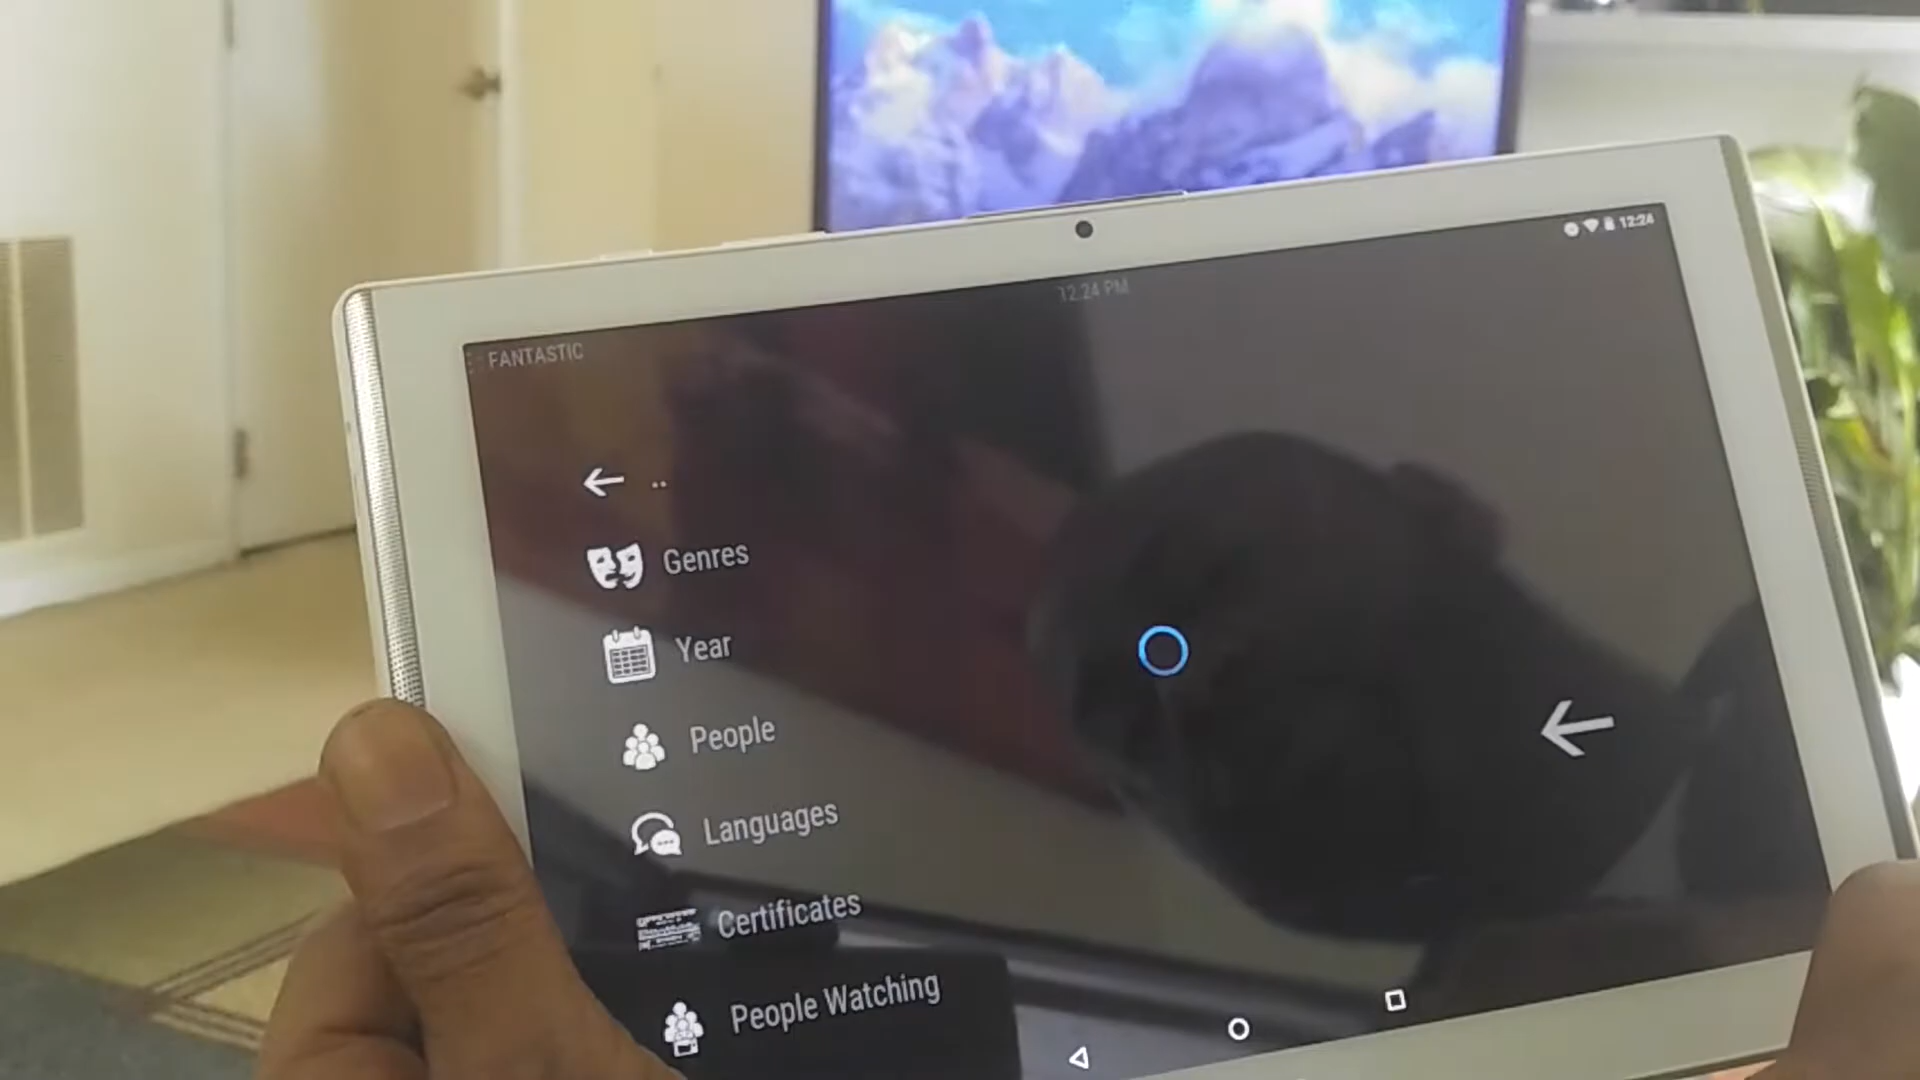 12:24
12:24 PM
FANTASTIC
..
Genres
Year
People
Languages
Certificates
People Watching